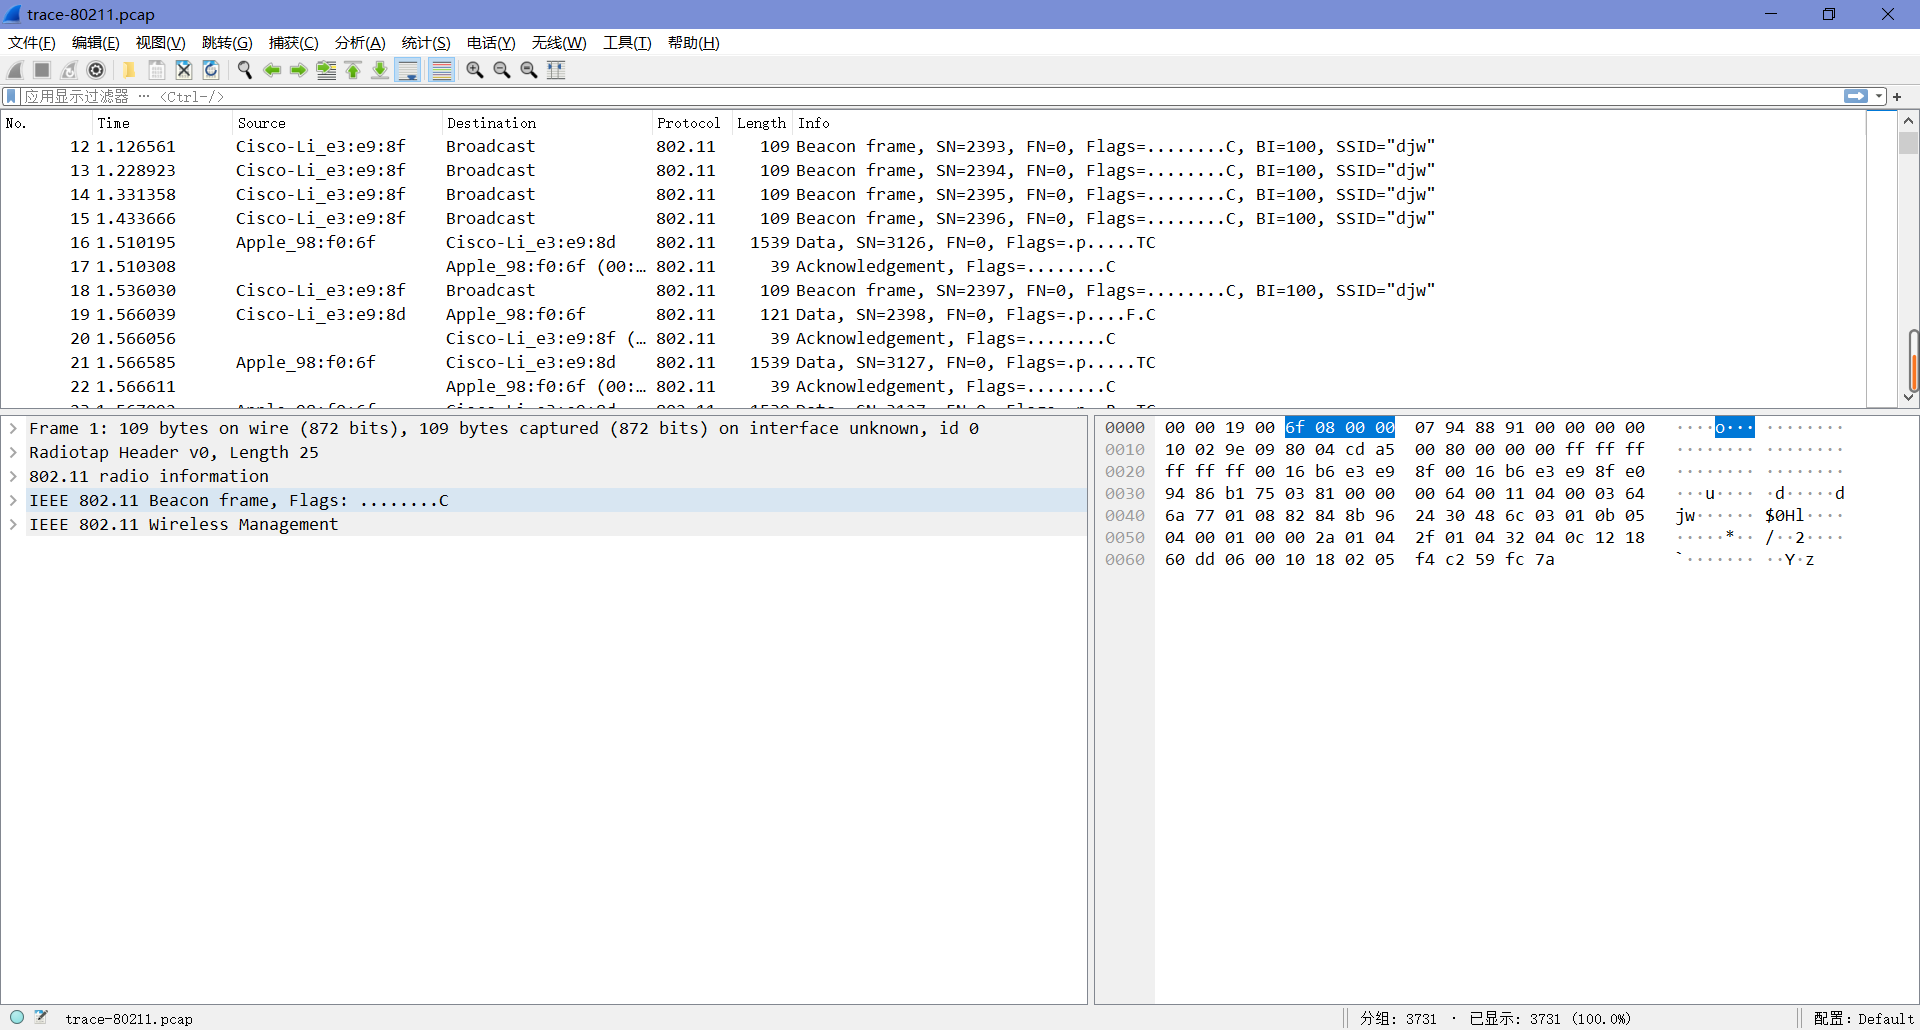 trace-80211.pcap
文件(F) 编辑(E) 视图(V) 跳转(G) 捕获(C) 分析(A) 统计(S) 电话(Y) 无线(W) 工具(T) 帮助(H)
应用显示过滤器 … <Ctrl-/>
No. Time Source Destination Protocol Length Info
12 1.126561 Cisco-Li_e3:e9:8f Broadcast 802.11 109 Beacon frame, SN=2393, FN=0, Flags=........C, BI=100, SSID="djw"
13 1.228923 Cisco-Li_e3:e9:8f Broadcast 802.11 109 Beacon frame, SN=2394, FN=0, Flags=........C, BI=100, SSID="djw"
14 1.331358 Cisco-Li_e3:e9:8f Broadcast 802.11 109 Beacon frame, SN=2395, FN=0, Flags=........C, BI=100, SSID="djw"
15 1.433666 Cisco-Li_e3:e9:8f Broadcast 802.11 109 Beacon frame, SN=2396, FN=0, Flags=........C, BI=100, SSID="djw"
16 1.510195 Apple_98:f0:6f Cisco-Li_e3:e9:8d 802.11 1539 Data, SN=3126, FN=0, Flags=.p.....TC
17 1.510308 Apple_98:f0:6f (00:… 802.11 39 Acknowledgement, Flags=........C
18 1.536030 Cisco-Li_e3:e9:8f Broadcast 802.11 109 Beacon frame, SN=2397, FN=0, Flags=........C, BI=100, SSID="djw"
19 1.566039 Cisco-Li_e3:e9:8d Apple_98:f0:6f 802.11 121 Data, SN=2398, FN=0, Flags=.p....F.C
20 1.566056 Cisco-Li_e3:e9:8f (… 802.11 39 Acknowledgement, Flags=........C
21 1.566585 Apple_98:f0:6f Cisco-Li_e3:e9:8d 802.11 1539 Data, SN=3127, FN=0, Flags=.p.....TC
22 1.566611 Apple_98:f0:6f (00:… 802.11 39 Acknowledgement, Flags=........C
Frame 1: 109 bytes on wire (872 bits), 109 bytes captured (872 bits) on interface unknown, id 0
Radiotap Header v0, Length 25
802.11 radio information
IEEE 802.11 Beacon frame, Flags: ........C
IEEE 802.11 Wireless Management
0000 00 00 19 00 6f 08 00 00 07 94 88 91 00 00 00 00 ····o··· ········
0010 10 02 9e 09 80 04 cd a5 00 80 00 00 00 ff ff ff ········ ········
0020 ff ff ff 00 16 b6 e3 e9 8f 00 16 b6 e3 e9 8f e0 ········ ········
0030 94 86 b1 75 03 81 00 00 00 64 00 11 04 00 03 64 ···u···· ·d·····d
0040 6a 77 01 08 82 84 8b 96 24 30 48 6c 03 01 0b 05 jw······ $0Hl····
0050 04 00 01 00 00 2a 01 04 2f 01 04 32 04 0c 12 18 ·····*·· /··2····
0060 60 dd 06 00 10 18 02 05 f4 c2 59 fc 7a `······· ··Y·z
trace-80211.pcap 分组: 3731 · 已显示: 3731 (100.0%) 配置: Default